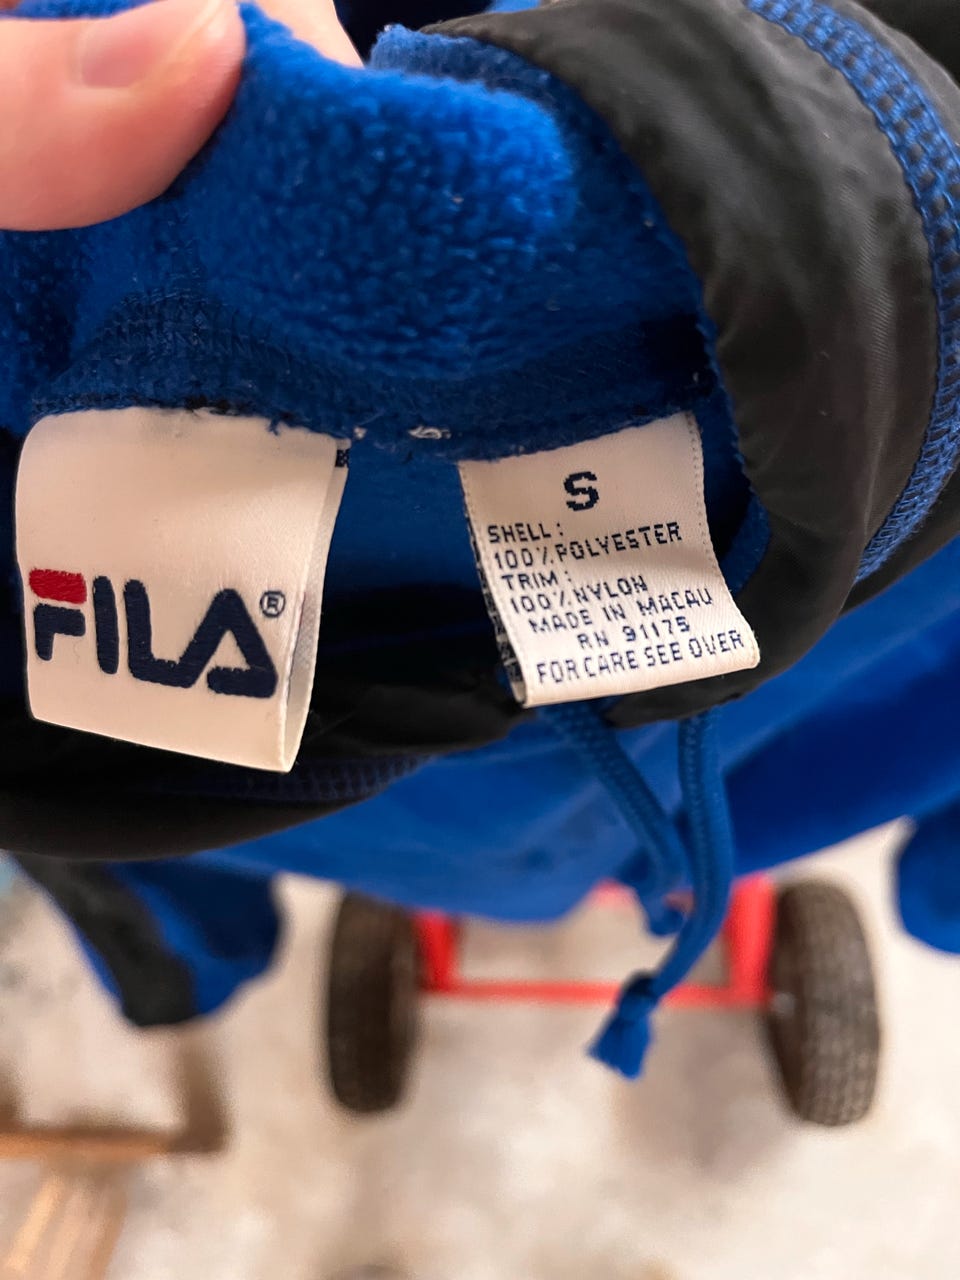 FILA®
S
SHELL:
100% POLYESTER
TRIM:
100% NYLON
MADE IN MACAU
RN 91175
FOR CARE SEE OVER